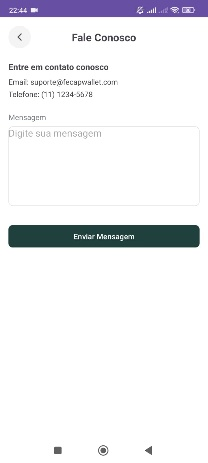 22:44
Fale Conosco
Entre em contato conosco
Email: suporte@fecapwallet.com
Telefone: (11) 1234-5678
Mensagem
Digite sua mensagem
Enviar Mensagem